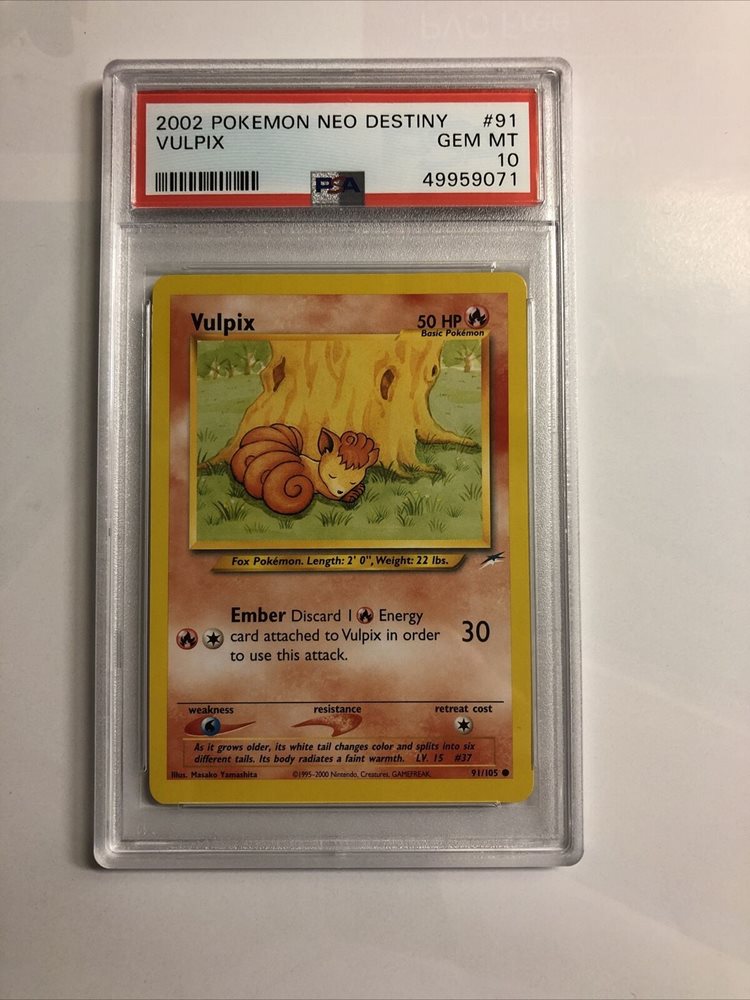 2002 POKEMON NEO DESTINY #91
VULPIX GEM MT
10
PSA 49959071
Vulpix 50 HP
Basic Pokémon
Fox Pokémon. Length: 2' 0", Weight: 22 lbs.
Ember Discard 1 Energy
card attached to Vulpix in order
to use this attack.
30
weakness resistance retreat cost
As it grows older, its white tail changes color and splits into six
different tails. Its body radiates a faint warmth. LV. 15 #37
Illus. Masako Yamashita ©1995-2000 Nintendo, Creatures, GAMEFREAK. 91/105